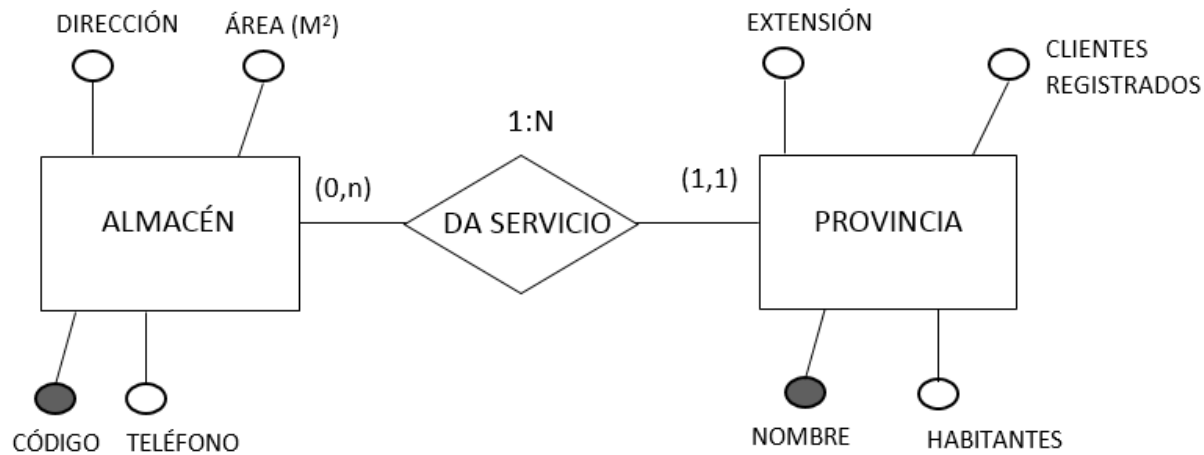 DIRECCIÓN
ÁREA (M²)
EXTENSIÓN
CLIENTES
REGISTRADOS
1:N
(0,n)
(1,1)
ALMACÉN
DA SERVICIO
PROVINCIA
CÓDIGO
TELÉFONO
NOMBRE
HABITANTES